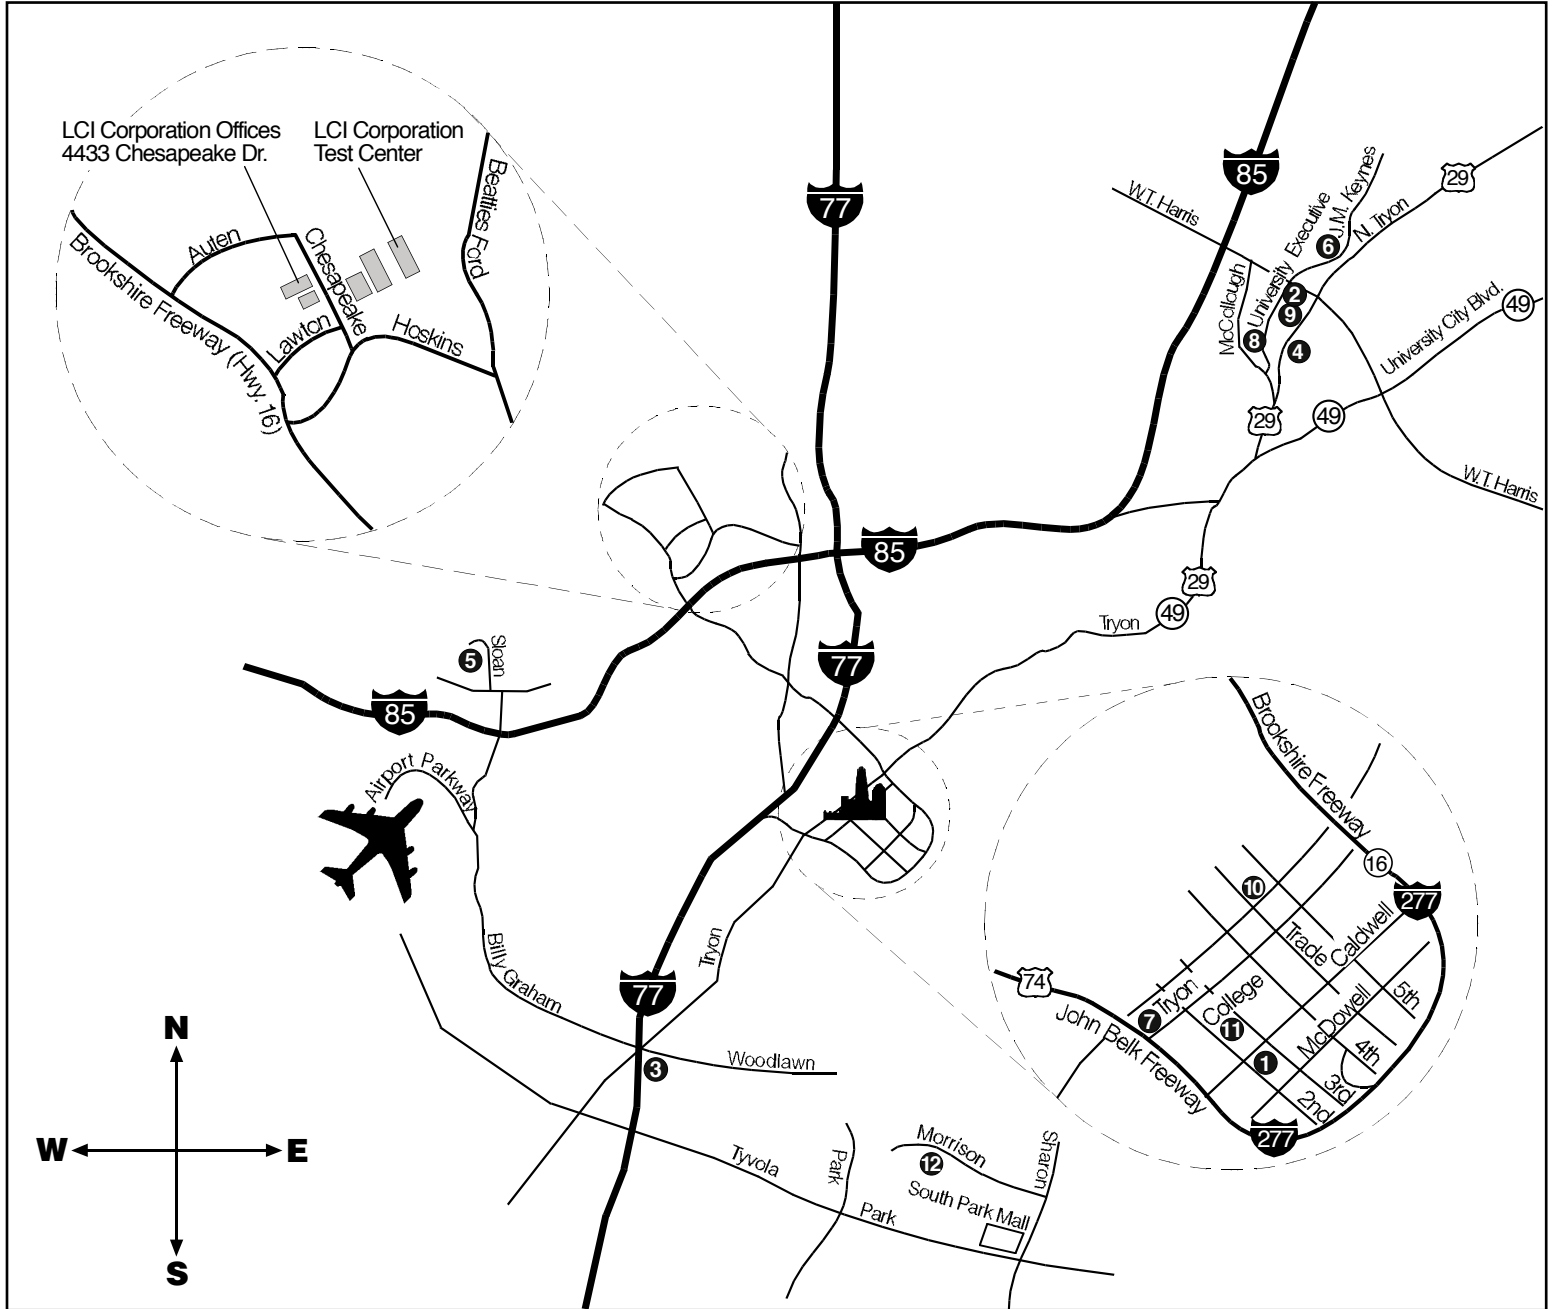 LCI Corporation Offices
4433 Chesapeake Dr.
LCI Corporation
Test Center
Beatties Ford
Auten
Chesapeake
Brookshire Freeway (Hwy. 16)
Lawton
Hoskins
77
85
W.T. Harris
J.M. Keynes
29
University Executive
6
N. Tryon
McCollough
2
9
8
4
University City Blvd.
49
29
49
W.T. Harris
85
29
49
Tryon
77
5
Sloan
85
Airport Parkway
Brookshire Freeway
16
277
10
Trade
Caldwell
Billy Graham
Tryon
77
74
Tryon
College
McDowell
5th
7
11
John Belk Freeway
1
4th
3rd
2nd
277
3
Woodlawn
N
W
E
S
Tyvola
Park
Park
Morrison
12
Sharon
South Park Mall